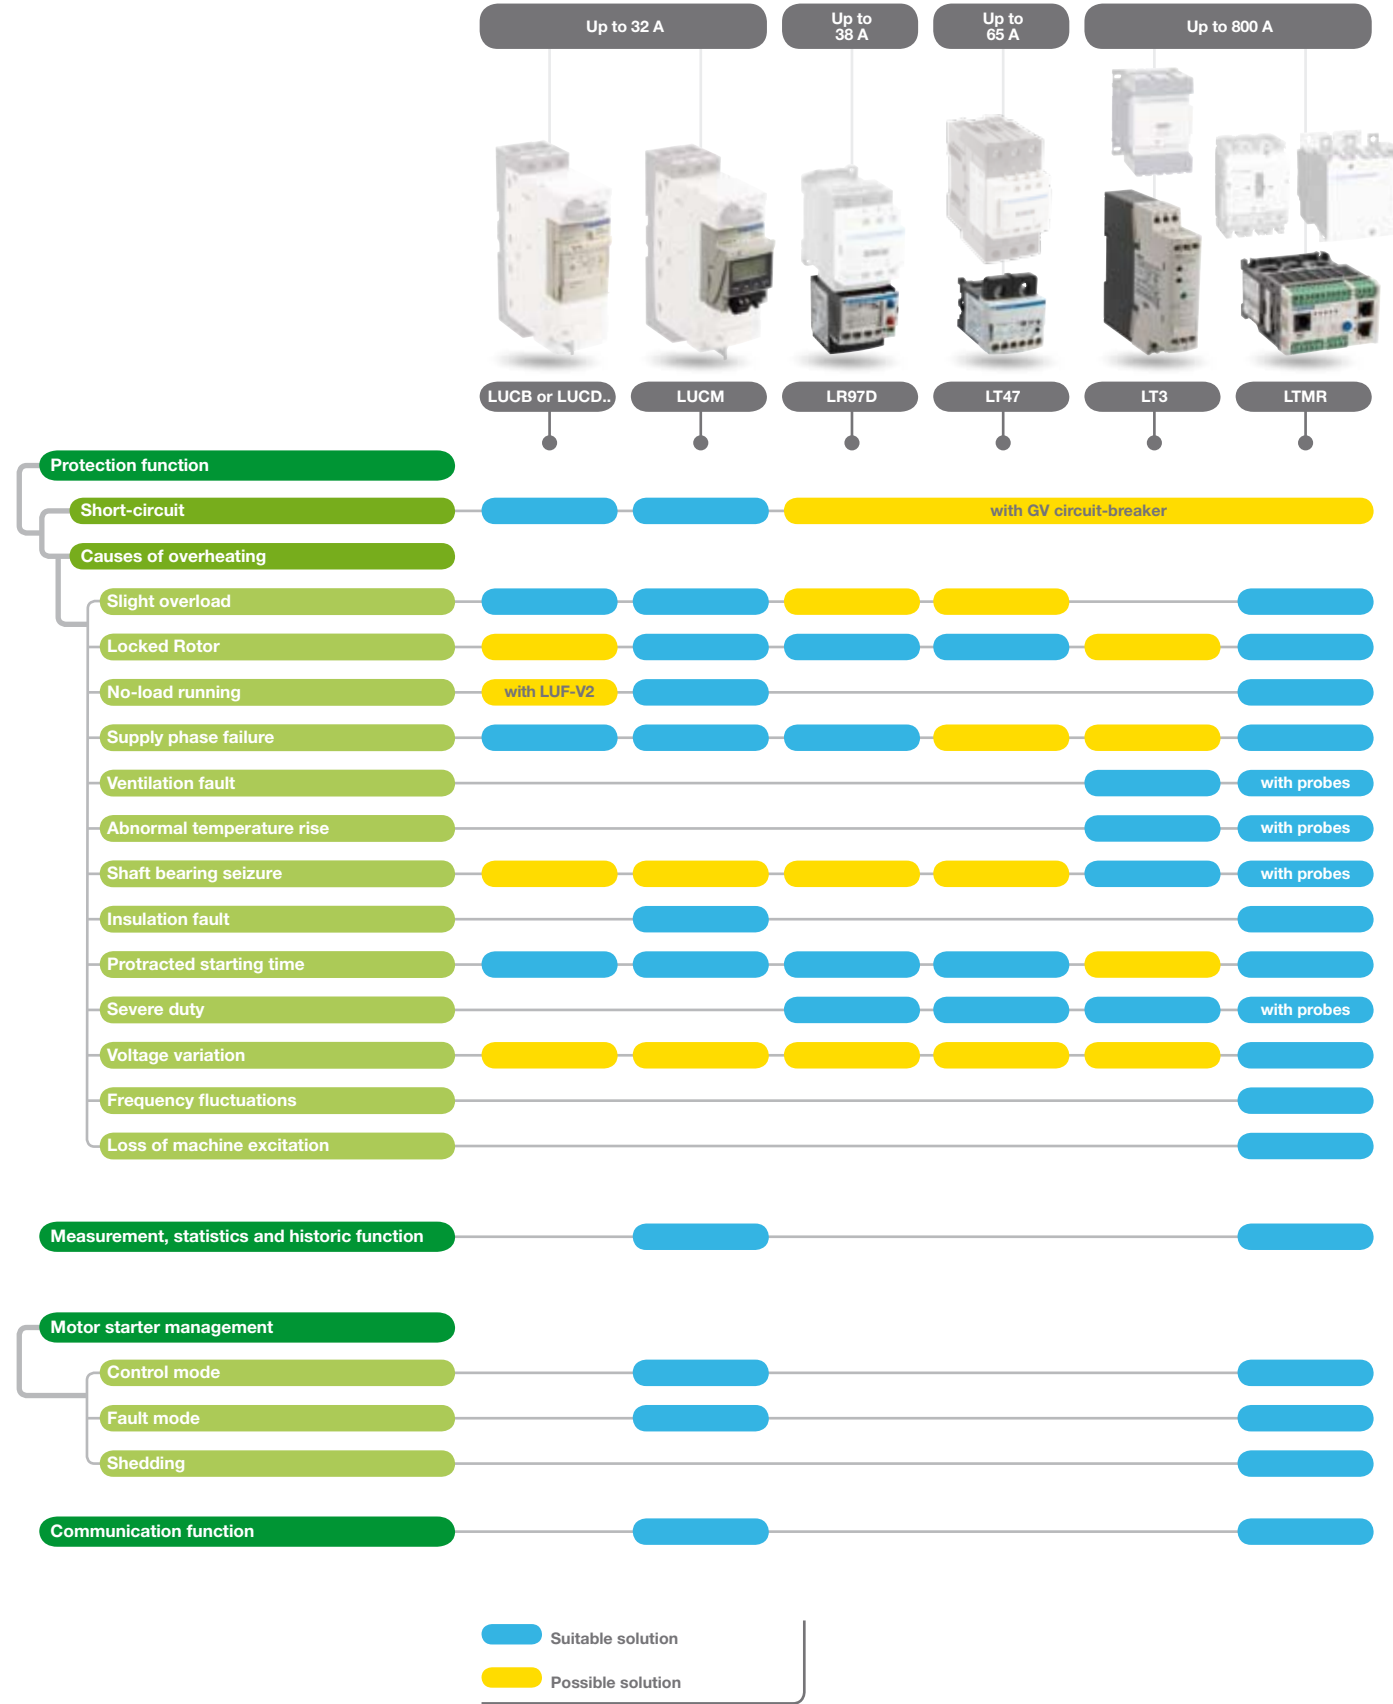 Up to 32 A
Up to
38 A
Up to
65 A
Up to 800 A
LUCB or LUCD..
LUCM
LR97D
LT47
LT3
LTMR
Protection function
Short-circuit
with GV circuit-breaker
Causes of overheating
Slight overload
Locked Rotor
No-load running
with LUF-V2
Supply phase failure
Ventilation fault
with probes
Abnormal temperature rise
with probes
Shaft bearing seizure
with probes
Insulation fault
Protracted starting time
Severe duty
with probes
Voltage variation
Frequency fluctuations
Loss of machine excitation
Measurement, statistics and historic function
Motor starter management
Control mode
Fault mode
Shedding
Communication function
Suitable solution
Possible solution